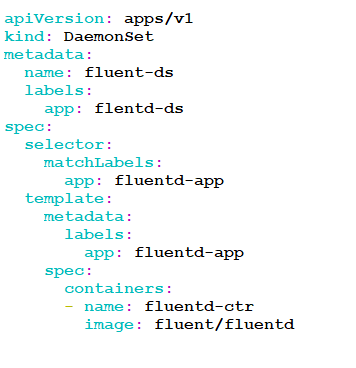 apiVersion: apps/v1
kind: DaemonSet
metadata:
  name: fluent-ds
  labels:
    app: flentd-ds
spec:
  selector:
    matchLabels:
      app: fluentd-app
  template:
    metadata:
      labels:
        app: fluentd-app
    spec:
      containers:
      - name: fluentd-ctr
        image: fluent/fluentd